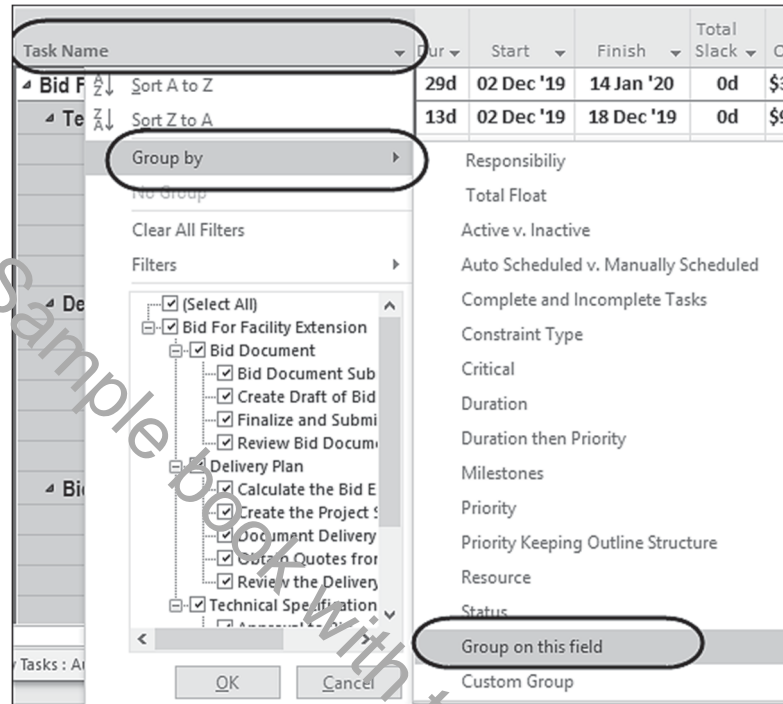 Total
Task Name Dur Start Finish Slack
Bid F 29d 02 Dec '19 14 Jan '20 0d
Te 13d 02 Dec '19 18 Dec '19 0d
De
Bi
Sort A to Z
Sort Z to A
Group by
No Group
Clear All Filters
Filters
(Select All)
Bid For Facility Extension
Bid Document
Bid Document Sub
Create Draft of Bid
Finalize and Submi
Review Bid Docum
Delivery Plan
Calculate the Bid E
Create the Project S
Document Delivery
Obtain Quotes fror
Review the Delivery
Technical Specification
OK Cancel
Responsibiliy
Total Float
Active v. Inactive
Auto Scheduled v. Manually Scheduled
Complete and Incomplete Tasks
Constraint Type
Critical
Duration
Duration then Priority
Milestones
Priority
Priority Keeping Outline Structure
Resource
Status
Group on this field
Custom Group
Tasks : Au
Sample book with